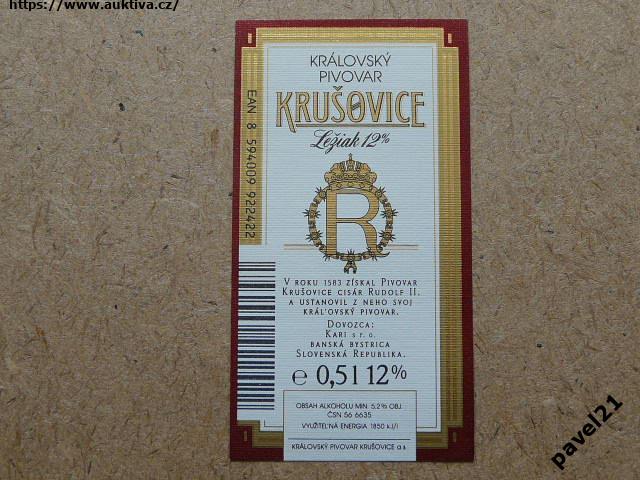 https://www.auktiva.cz/
KRÁLOVSKÝ
PIVOVAR
KRUŠOVICE
Ležiak 12%
EAN 8 594009 922422
R
V ROKU 1583 ZÍSKAL PIVOVAR
KRUŠOVICE CISÁR RUDOLF II.
A USTANOVIL Z NEHO SVOJ
KRÁĽOVSKÝ PIVOVAR.
DOVOZCA:
KARI s r. o.
BANSKÁ BYSTRICA
SLOVENSKÁ REPUBLIKA.
e 0,5 l 12%
OBSAH ALKOHOLU MIN. 5,2% OBJ.
ČSN 56 6635
VYUŽITEĽNÁ ENERGIA 1850 kJ/l
KRÁLOVSKÝ PIVOVAR KRUŠOVICE a.s.
pavel21